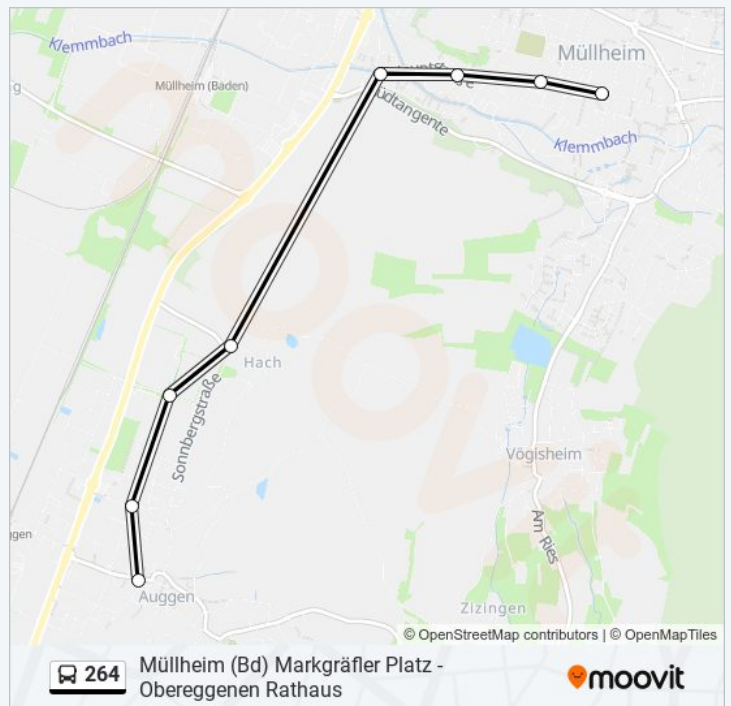 Klemmbach
Müllheim
Müllheim (Baden)
Klemmbach
Hach
Sonnbergstraße
Vögisheim
Am Ries
Auggen
Zizingen
© OpenStreetMap contributors | © OpenMapTiles
264
Müllheim (Bd) Markgräfler Platz -
Obereggenen Rathaus
moovit